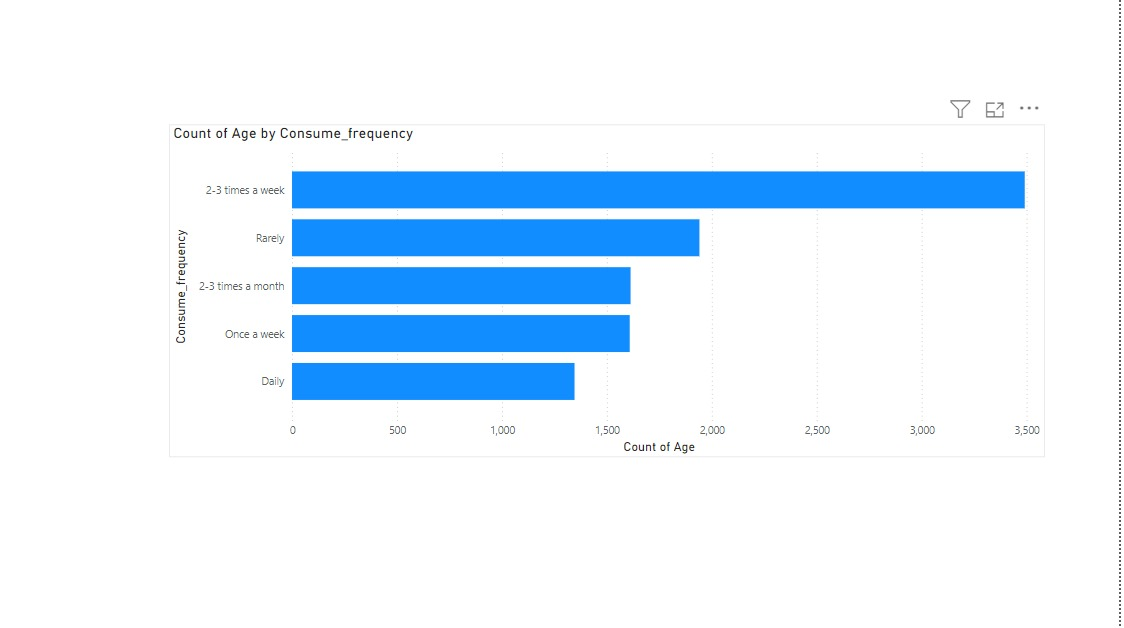 Count of Age by Consume_frequency
Consume_frequency
2-3 times a week
Rarely
2-3 times a month
Once a week
Daily
0 500 1,000 1,500 2,000 2,500 3,000 3,500
Count of Age